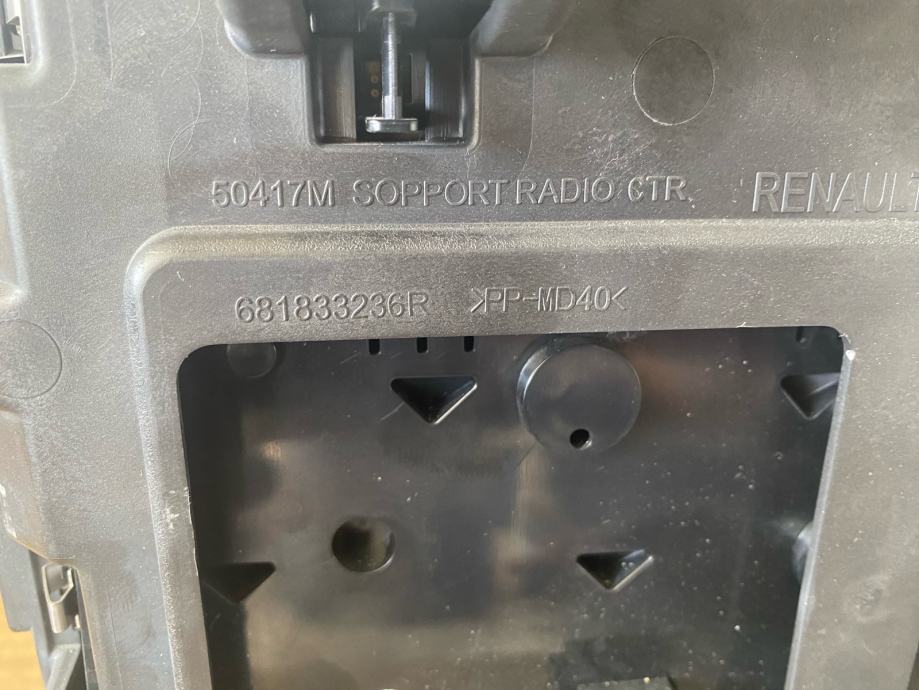 50417M SOPPORT RADIO CTR. RENAULT
681833236R >PP-MD40<